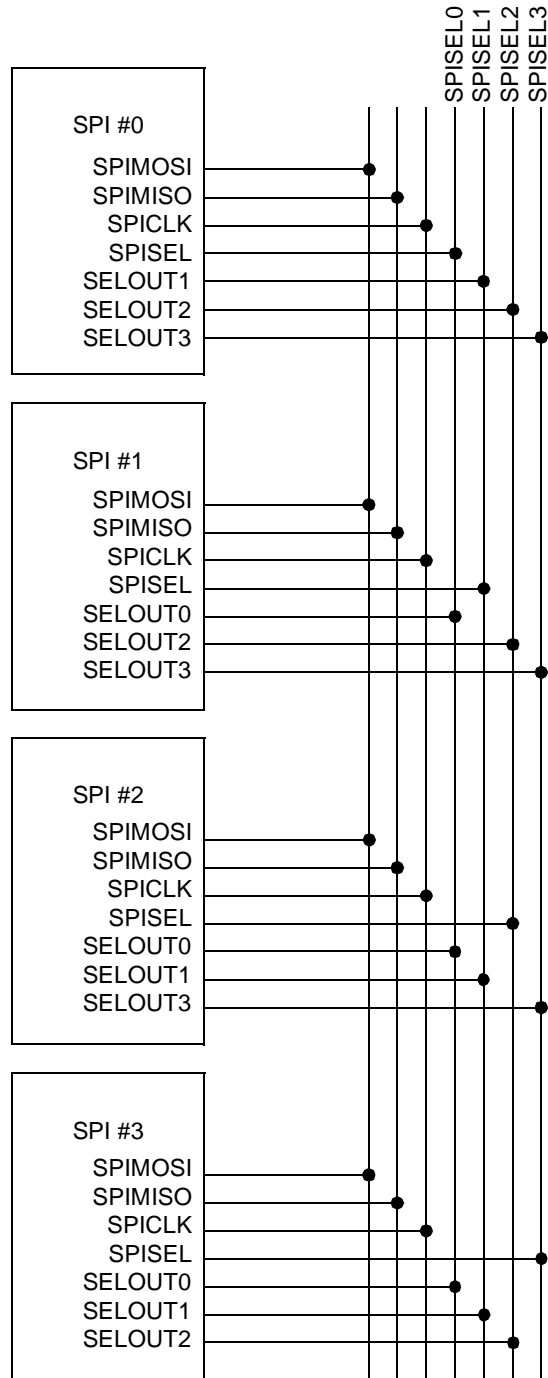 SPISEL0
SPISEL1
SPISEL2
SPISEL3
SPI #0
SPIMOSI
SPIMISO
SPICLK
SPISEL
SELOUT1
SELOUT2
SELOUT3
SPI #1
SPIMOSI
SPIMISO
SPICLK
SPISEL
SELOUT0
SELOUT2
SELOUT3
SPI #2
SPIMOSI
SPIMISO
SPICLK
SPISEL
SELOUT0
SELOUT1
SELOUT3
SPI #3
SPIMOSI
SPIMISO
SPICLK
SPISEL
SELOUT0
SELOUT1
SELOUT2